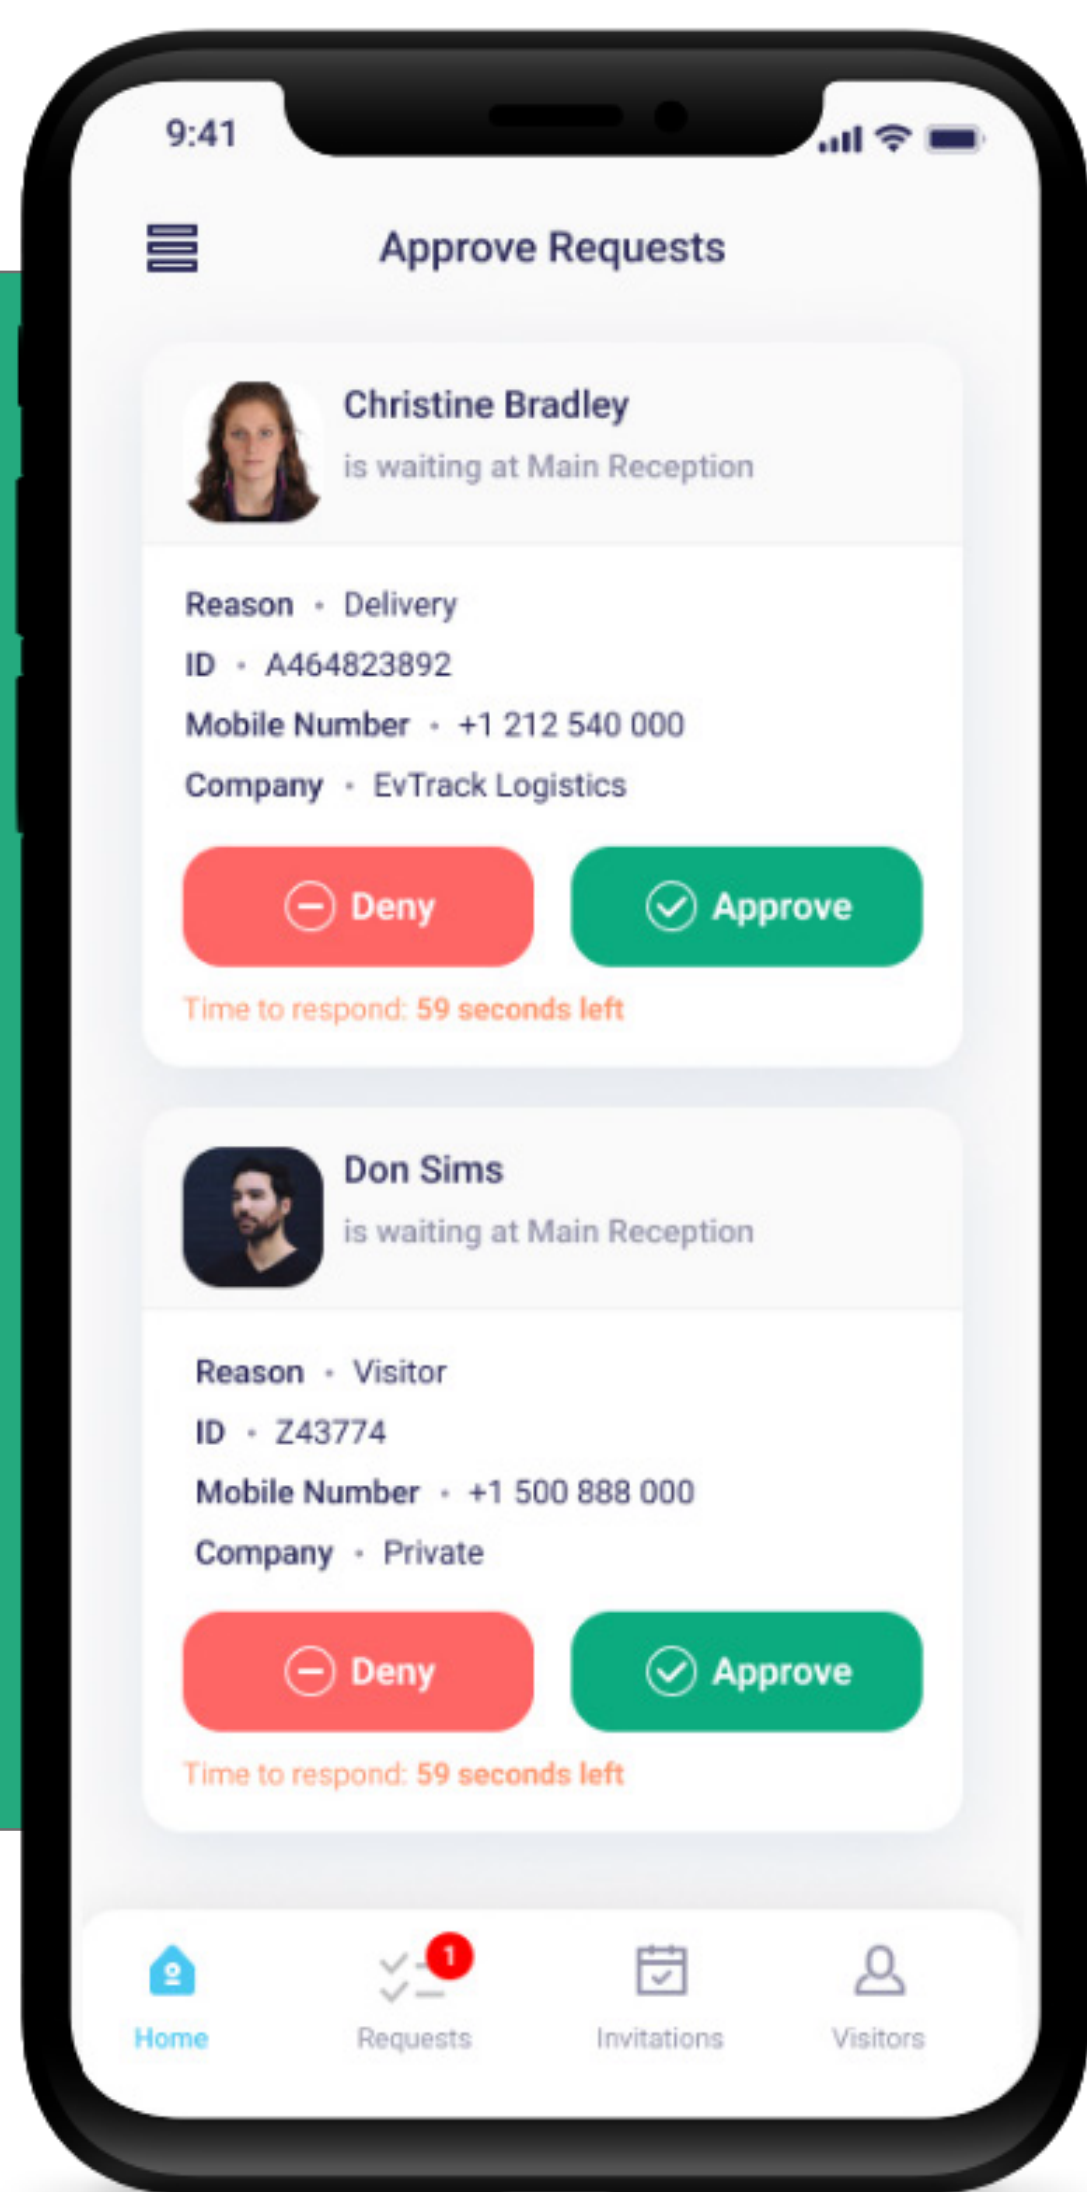 9:41
Approve Requests
Christine Bradley
is waiting at Main Reception
Reason • Delivery
ID • A464823892
Mobile Number • +1 212 540 000
Company • EvTrack Logistics
Deny
Approve
Time to respond: 59 seconds left
Don Sims
is waiting at Main Reception
Reason • Visitor
ID • Z43774
Mobile Number • +1 500 888 000
Company • Private
Deny
Approve
Time to respond: 59 seconds left
1
Home
Requests
Invitations
Visitors